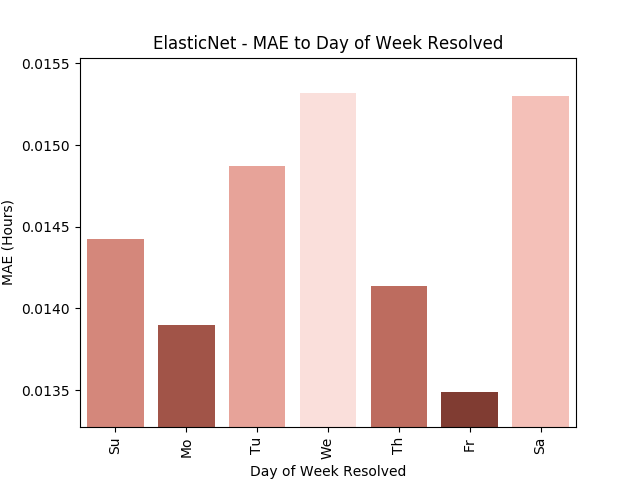 ElasticNet - MAE to Day of Week Resolved
0.0155
0.0150
0.0145
0.0140
0.0135
MAE (Hours)
Su Mo Tu We Th Fr Sa
Day of Week Resolved